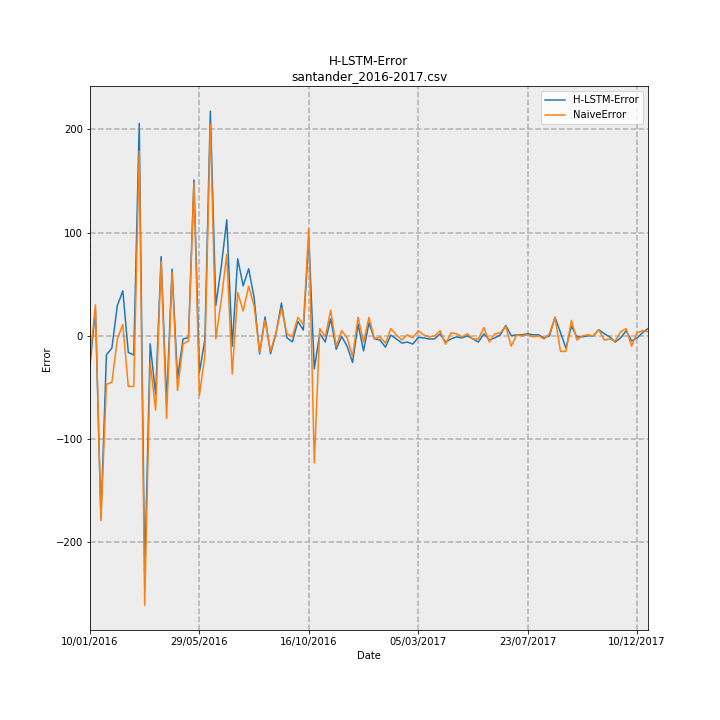 H-LSTM-Error
santander_2016-2017.csv
H-LSTM-Error
NaiveError
200
100
0
−100
−200
Error
10/01/2016
29/05/2016
16/10/2016
05/03/2017
23/07/2017
10/12/2017
Date